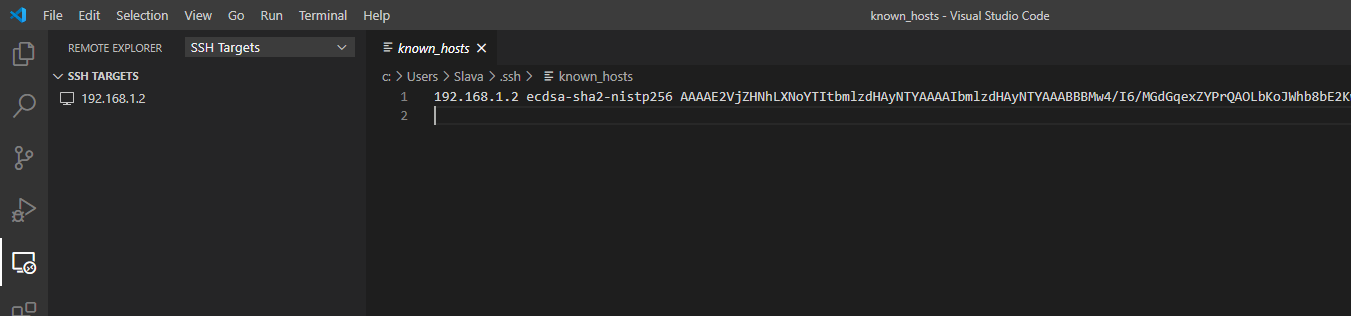 File Edit Selection View Go Run Terminal Help
known_hosts - Visual Studio Code
REMOTE EXPLORER
SSH Targets
SSH TARGETS
192.168.1.2
known_hosts
c: > Users > Slava > .ssh > known_hosts
1 192.168.1.2 ecdsa-sha2-nistp256 AAAAE2VjZHNhLXNoYTItbmlzdHAyNTYAAAAIbmlzdHAyNTYAAABBBMw4/I6/MGdGqexZYPrQAOLbKoJWhb8bE2K
2